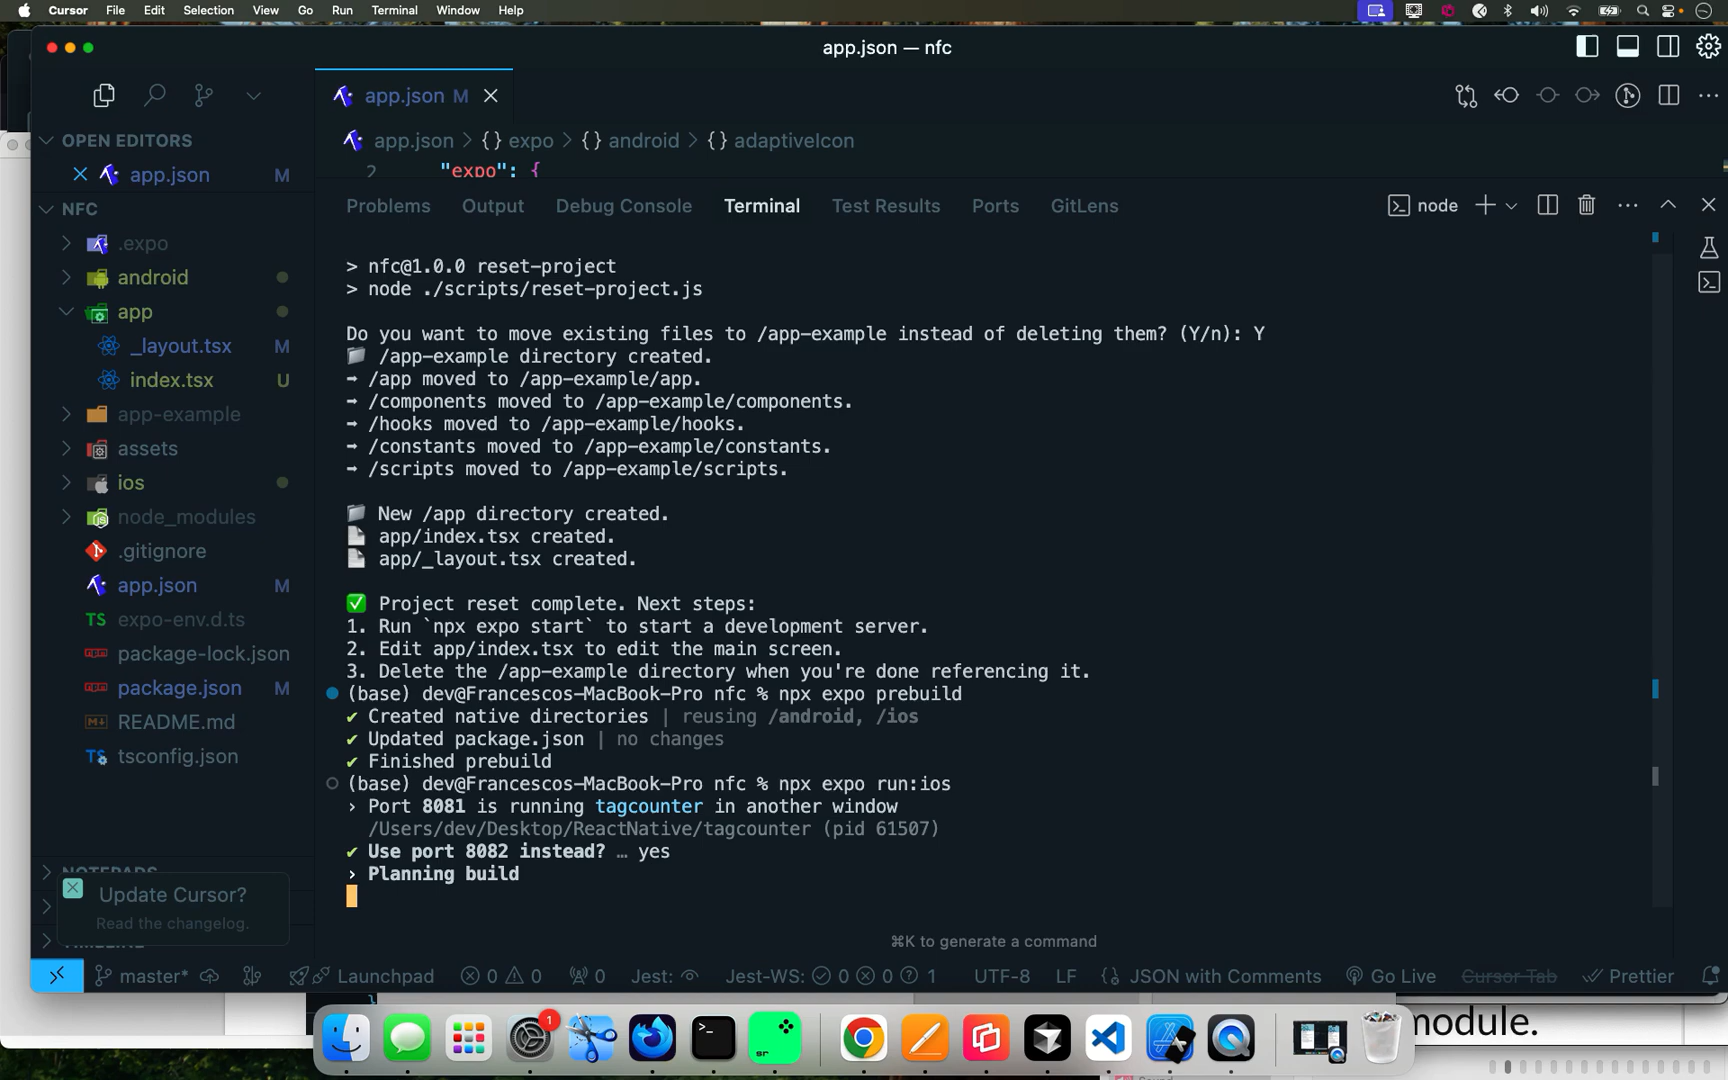 Cursor File Edit Selection View Go Run Terminal Window Help
app.json — nfc
app.json M
OPEN EDITORS
app.json M
app.json > {} expo > {} android > {} adaptiveIcon
2 "expo": {
NFC
.expo
android
app
_layout.tsx M
index.tsx U
app-example
assets
ios
node_modules
.gitignore
app.json M
expo-env.d.ts
package-lock.json
package.json M
README.md
tsconfig.json
NOTEPADS
Update Cursor?
Read the changelog.
TIMELINE
Problems Output Debug Console Terminal Test Results Ports GitLens
node
> nfc@1.0.0 reset-project
> node ./scripts/reset-project.js
Do you want to move existing files to /app-example instead of deleting them? (Y/n): Y
/app-example directory created.
➡ /app moved to /app-example/app.
➡ /components moved to /app-example/components.
➡ /hooks moved to /app-example/hooks.
➡ /constants moved to /app-example/constants.
➡ /scripts moved to /app-example/scripts.
New /app directory created.
app/index.tsx created.
app/_layout.tsx created.
✅ Project reset complete. Next steps:
1. Run `npx expo start` to start a development server.
2. Edit app/index.tsx to edit the main screen.
3. Delete the /app-example directory when you're done referencing it.
(base) dev@Francescos-MacBook-Pro nfc % npx expo prebuild
✔ Created native directories | reusing /android, /ios
✔ Updated package.json | no changes
✔ Finished prebuild
(base) dev@Francescos-MacBook-Pro nfc % npx expo run:ios
› Port 8081 is running tagcounter in another window
/Users/dev/Desktop/ReactNative/tagcounter (pid 61507)
✔ Use port 8082 instead? … yes
› Planning build
⌘K to generate a command
master* Launchpad 0 0 0 Jest: Jest-WS: 0 0 1 UTF-8 LF {} JSON with Comments Go Live Cursor Tab Prettier
module.
1
sr